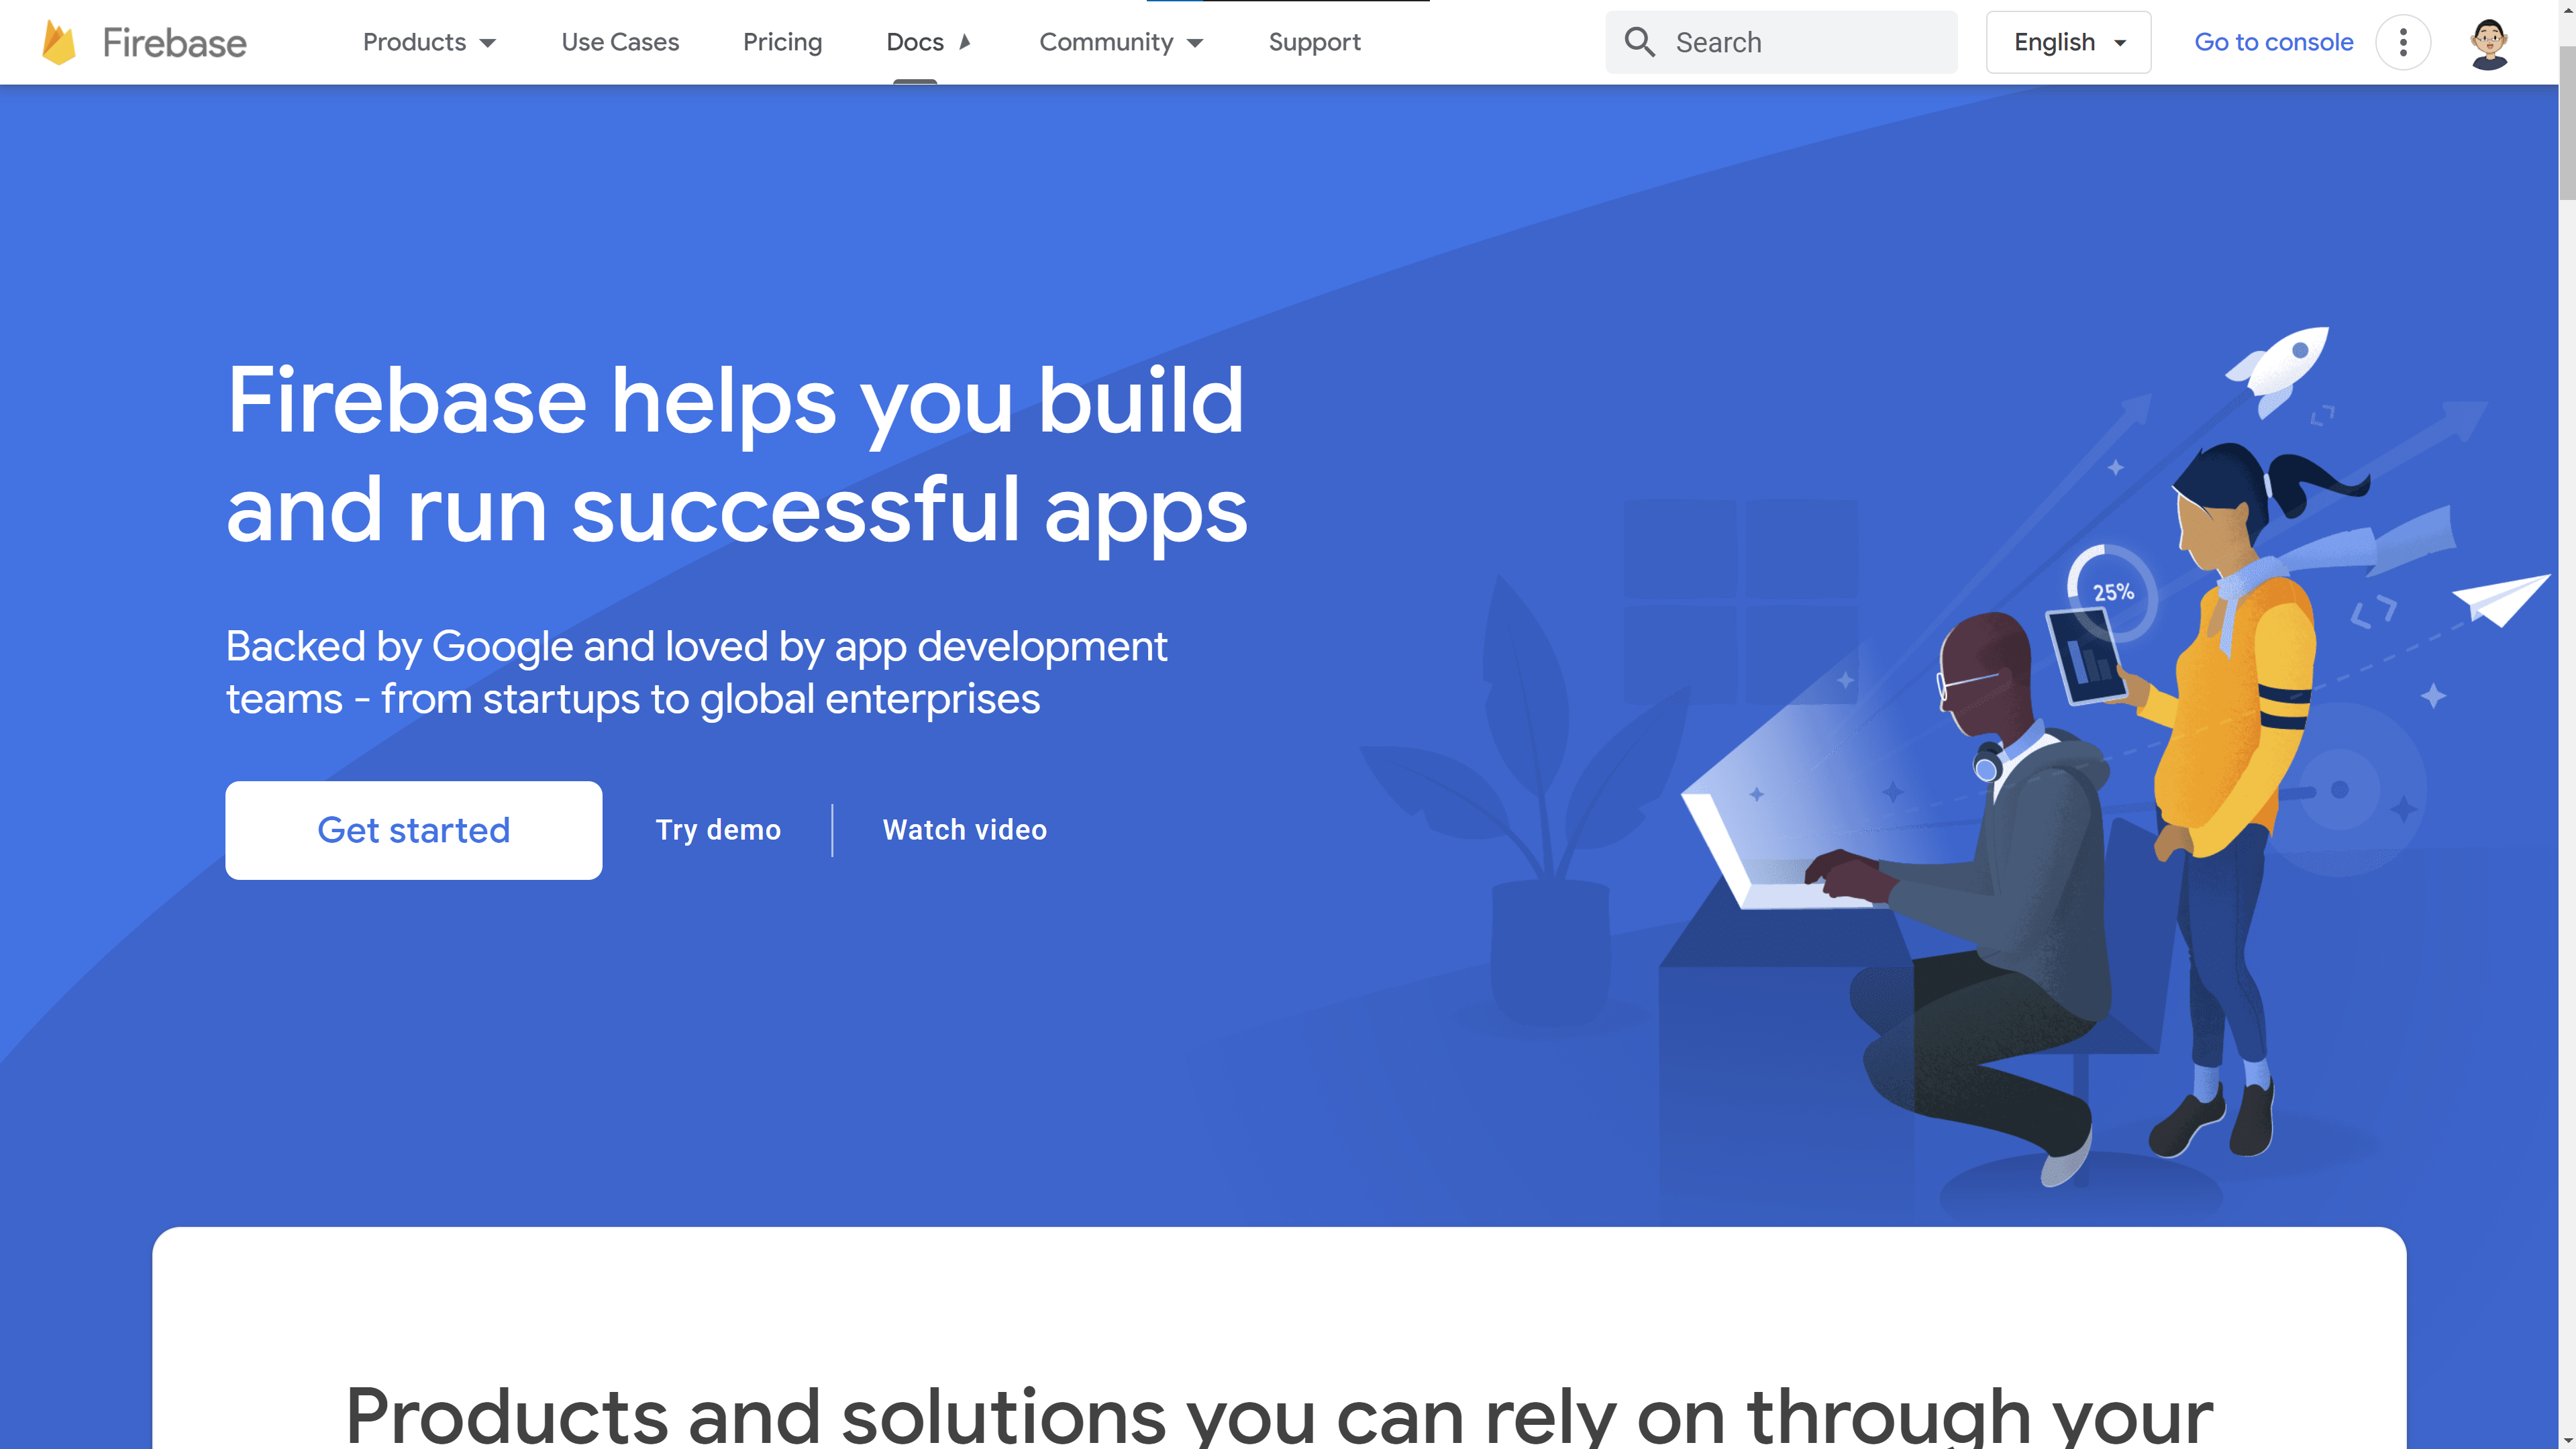 Firebase
Products
Use Cases
Pricing
Docs
Community
Support
Search
English
Go to console
Firebase helps you build
and run successful apps
Backed by Google and loved by app development
teams - from startups to global enterprises
Get started
Try demo
Watch video
25%
Products and solutions you can rely on through your